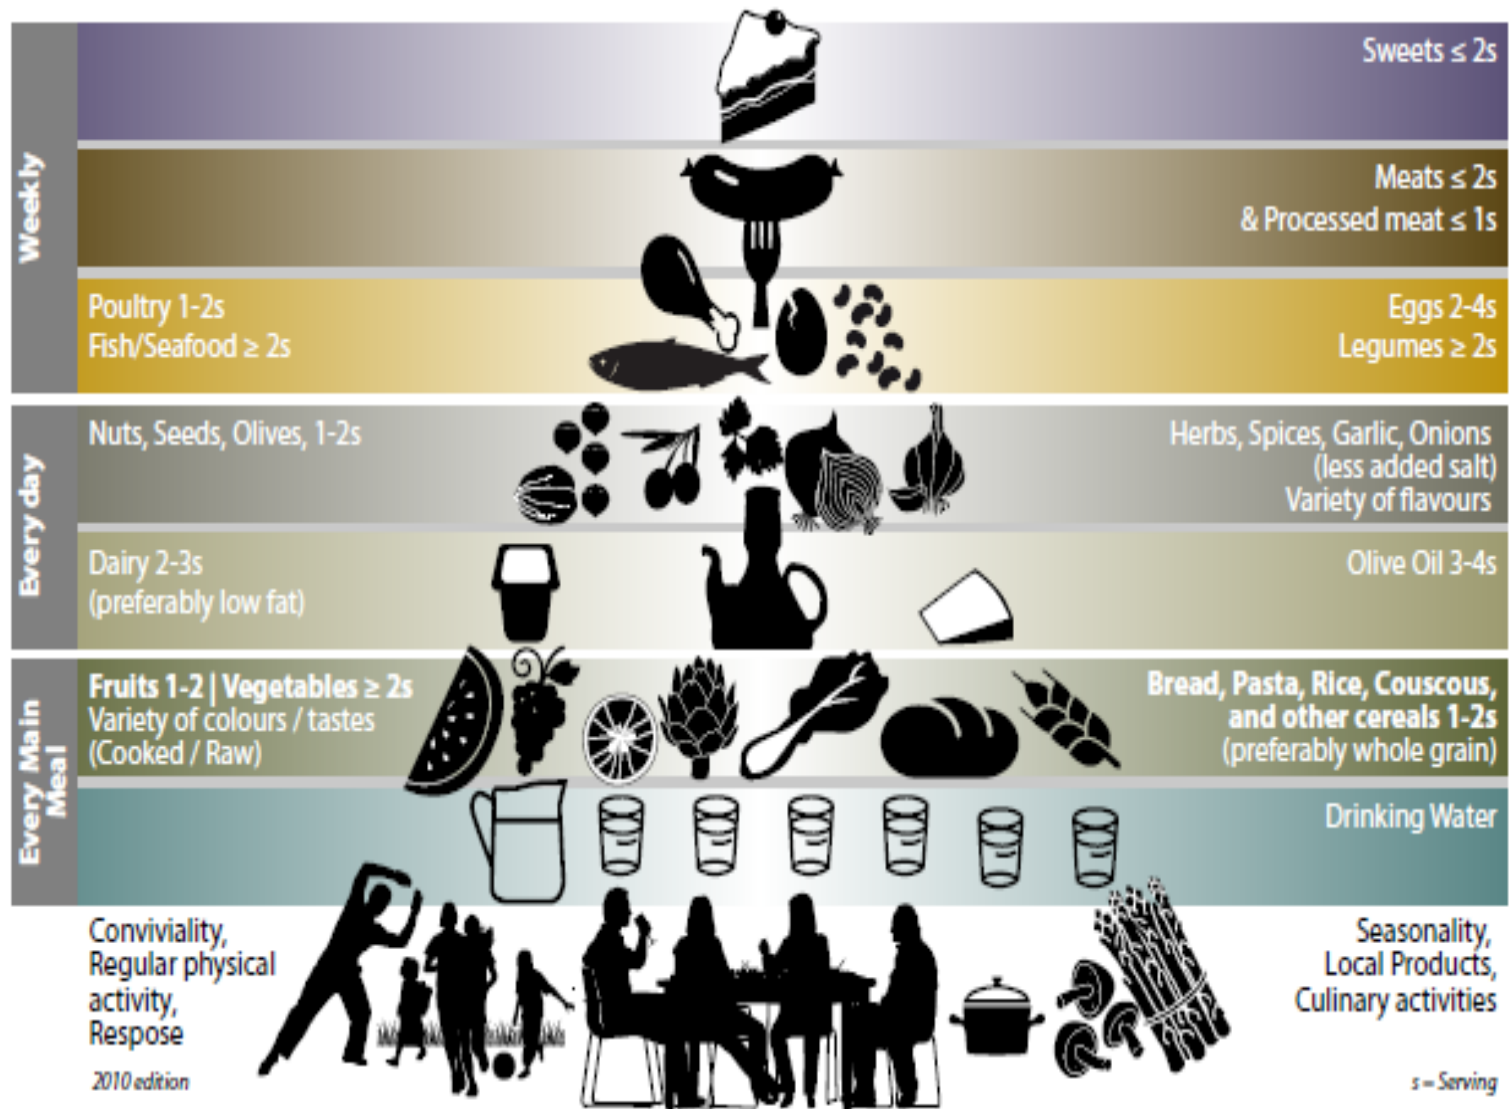 Weekly
Sweets ≤ 2s
Meats ≤ 2s
& Processed meat ≤ 1s
Poultry 1-2s
Fish/Seafood ≥ 2s
Eggs 2-4s
Legumes ≥ 2s
Every day
Nuts, Seeds, Olives, 1-2s
Herbs, Spices, Garlic, Onions
(less added salt)
Variety of flavours
Dairy 2-3s
(preferably low fat)
Olive Oil 3-4s
Every Main
Meal
Fruits 1-2 | Vegetables ≥ 2s
Variety of colours / tastes
(Cooked / Raw)
Bread, Pasta, Rice, Couscous,
and other cereals 1-2s
(preferably whole grain)
Drinking Water
Conviviality,
Regular physical
activity,
Respose
Seasonality,
Local Products,
Culinary activities
2010 edition
s = Serving